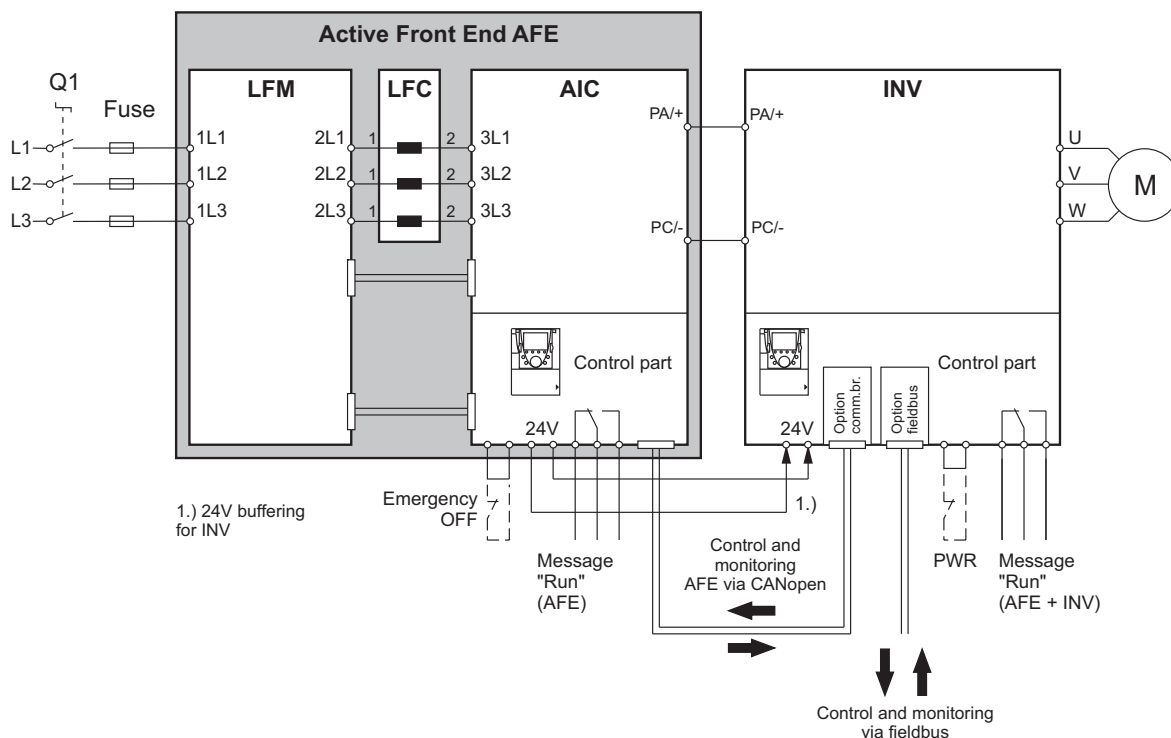 Active Front End AFE
Q1
Fuse
LFM
LFC
AIC
INV
PA/+
PA/+
L1
1L1
2L1
1
2
3L1
U
L2
1L2
2L2
1
2
3L2
V
M
L3
1L3
2L3
1
2
3L3
W
PC/-
PC/-
Control part
Control part
24V
24V
Option
comm.br.
Option
fieldbus
1.) 24V buffering
for INV
Emergency
OFF
1.)
Message
"Run"
(AFE)
Control and
monitoring
AFE via CANopen
PWR
Message
"Run"
(AFE + INV)
Control and monitoring
via fieldbus